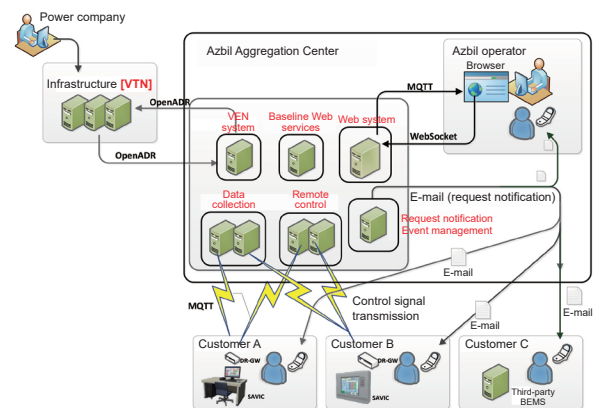 Power company
Infrastructure [VTN]
OpenADR
OpenADR
Azbil Aggregation Center
Azbil operator
Browser
MQTT
WebSocket
VEN
system
Baseline Web
services
Web system
Data
collection
Remote
control
E-mail (request notification)
Request notification
Event management
E-mail
E-mail
E-mail
MQTT
Control signal
transmission
Customer A
DR-GW
SAVIC
Customer B
DR-GW
SAVIC
Customer C
Third-party
BEMS